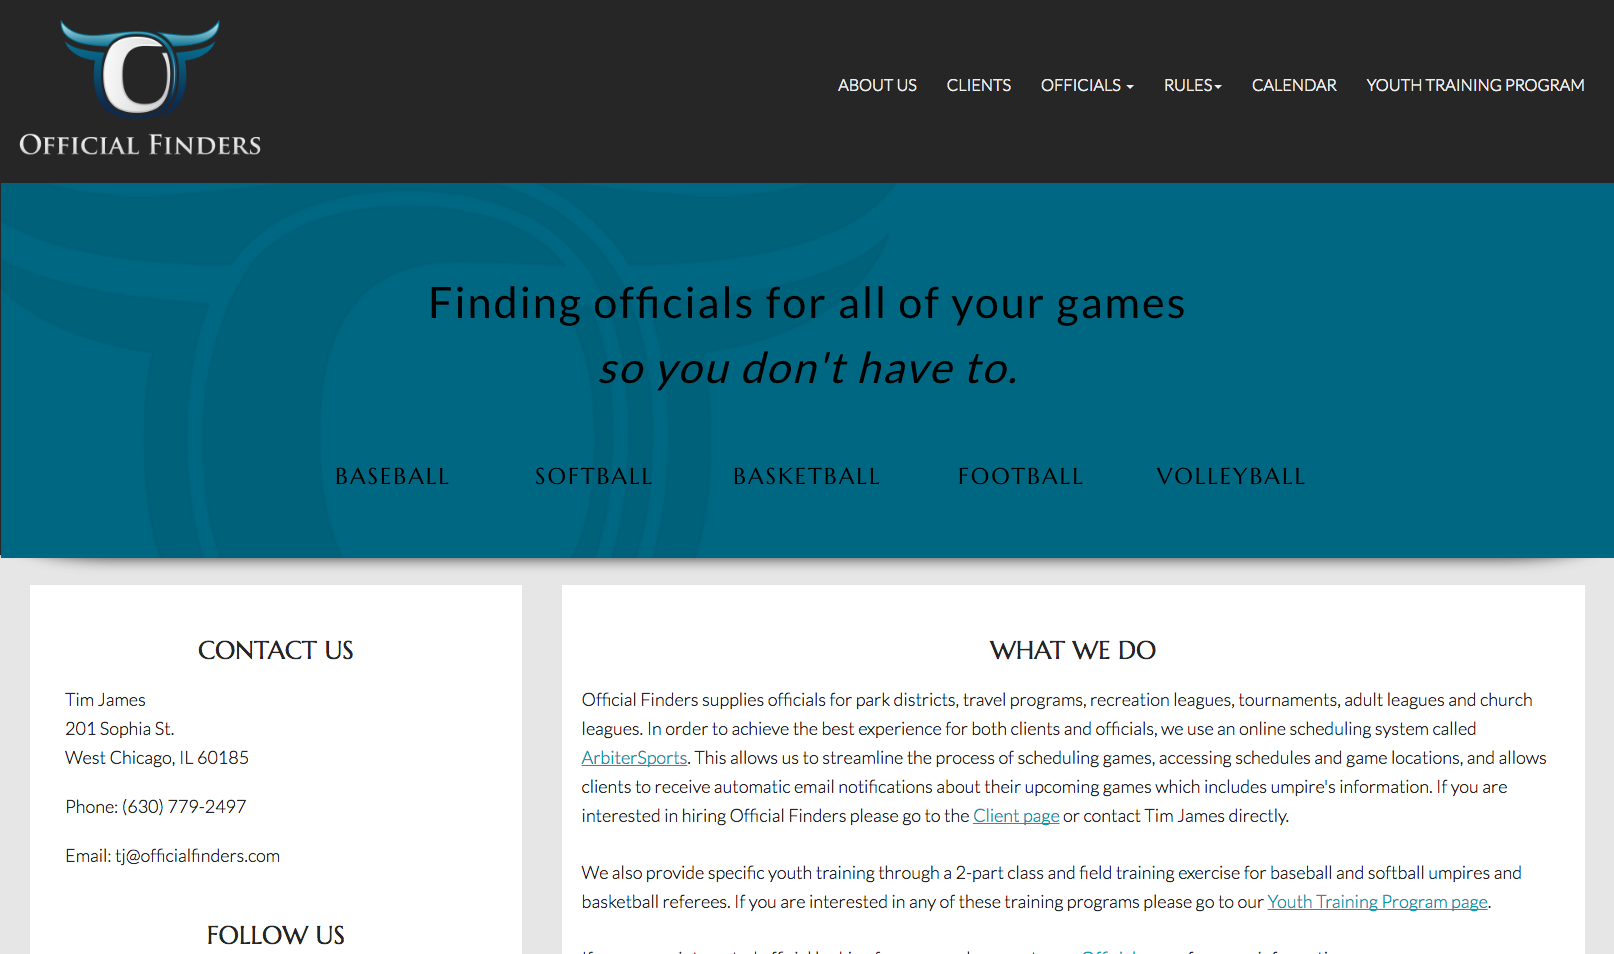 OFFICIAL FINDERS
ABOUT US
CLIENTS
OFFICIALS
RULES
CALENDAR
YOUTH TRAINING PROGRAM
Finding officials for all of your games
so you don't have to.
BASEBALL
SOFTBALL
BASKETBALL
FOOTBALL
VOLLEYBALL
CONTACT US
Tim James
201 Sophia St.
West Chicago, IL 60185
Phone: (630) 779-2497
Email: tj@officialfinders.com
FOLLOW US
WHAT WE DO
Official Finders supplies officials for park districts, travel programs, recreation leagues, tournaments, adult leagues and church
leagues. In order to achieve the best experience for both clients and officials, we use an online scheduling system called
ArbiterSports. This allows us to streamline the process of scheduling games, accessing schedules and game locations, and allows
clients to receive automatic email notifications about their upcoming games which includes umpire's information. If you are
interested in hiring Official Finders please go to the Client page or contact Tim James directly.
We also provide specific youth training through a 2-part class and field training exercise for baseball and softball umpires and
basketball referees. If you are interested in any of these training programs please go to our Youth Training Program page.